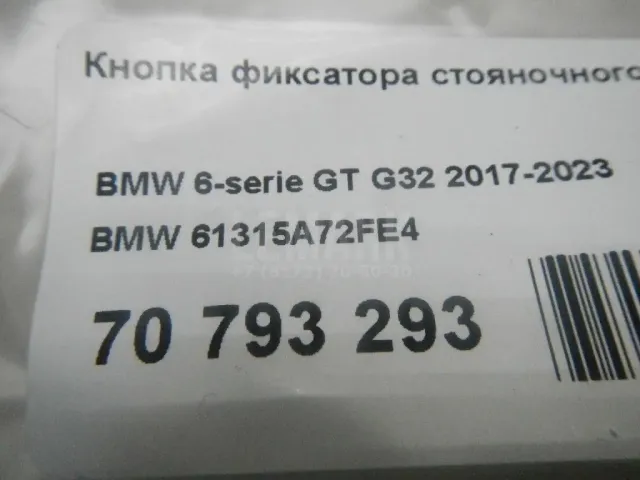 Кнопка фиксатора стояночного
BMW 6-serie GT G32 2017-2023
BMW 61315A72FE4
70 793 293